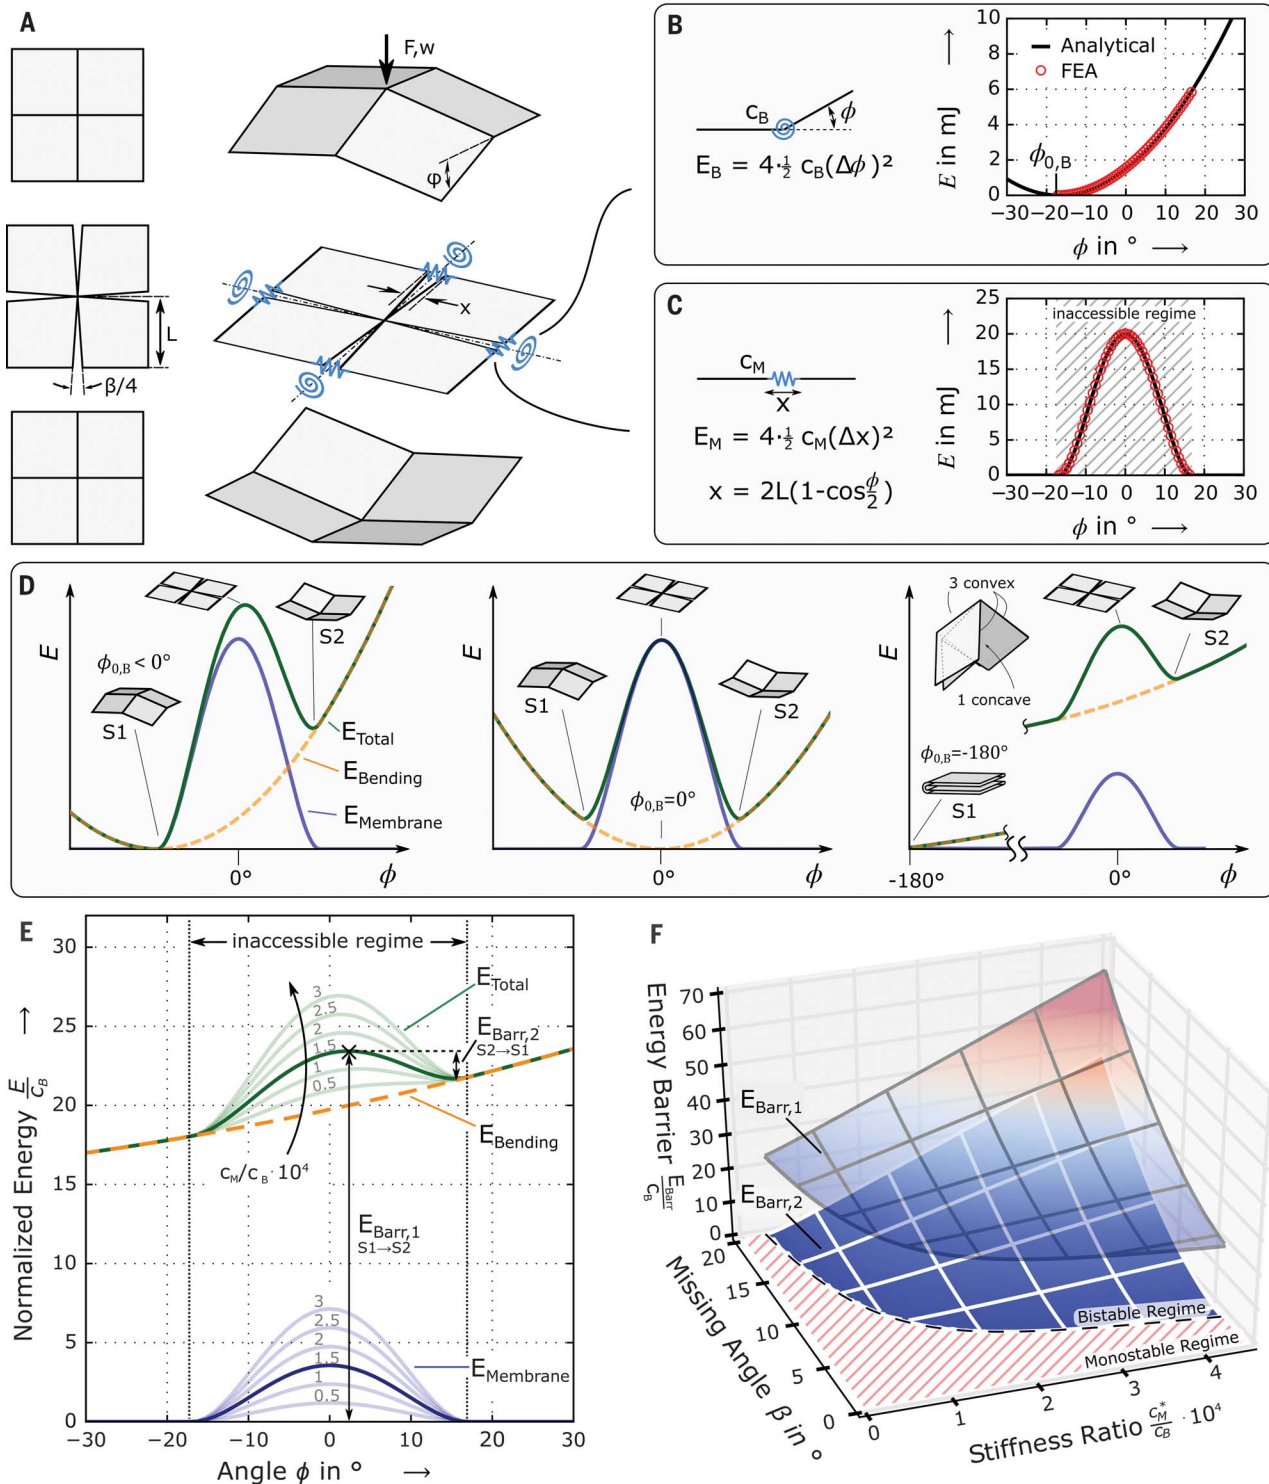 A
F,w
φ
L
β/4
x
B
c_B
ϕ
E_B = 4·½ c_B(Δϕ)²
E in mJ
10
8
6
4
2
0
Analytical
FEA
ϕ0,B
−30 −20 −10 0 10 20 30
ϕ in °
C
c_M
x
E_M = 4·½ c_M(Δx)²
x = 2L(1-cos ϕ/2)
E in mJ
25
20
15
10
5
0
inaccessible regime
−30 −20 −10 0 10 20 30
ϕ in °
D
E
ϕ0,B < 0°
S1
S2
E_Total
E_Bending
E_Membrane
0°
ϕ
E
S1
S2
ϕ0,B=0°
0°
ϕ
E
3 convex
1 concave
S2
ϕ0,B=-180°
S1
-180°
0°
ϕ
E
Normalized Energy E/c_B
30
25
20
15
10
5
0
inaccessible regime
3
2.5
2
1.5
1
0.5
E_Total
E_Barr,2
S2→S1
E_Bending
c_M/c_B · 10⁴
E_Barr,1
S1→S2
3
2.5
2
1.5
1
0.5
E_Membrane
−30 −20 −10 0 10 20 30
Angle ϕ in °
F
Energy Barrier E_Barr/c_B
70
60
50
40
30
20
10
0
E_Barr,1
E_Barr,2
Missing Angle β in °
20
15
10
5
0
Bistable Regime
Monostable Regime
0
1
2
3
4
Stiffness Ratio c*_M/c_B · 10⁴